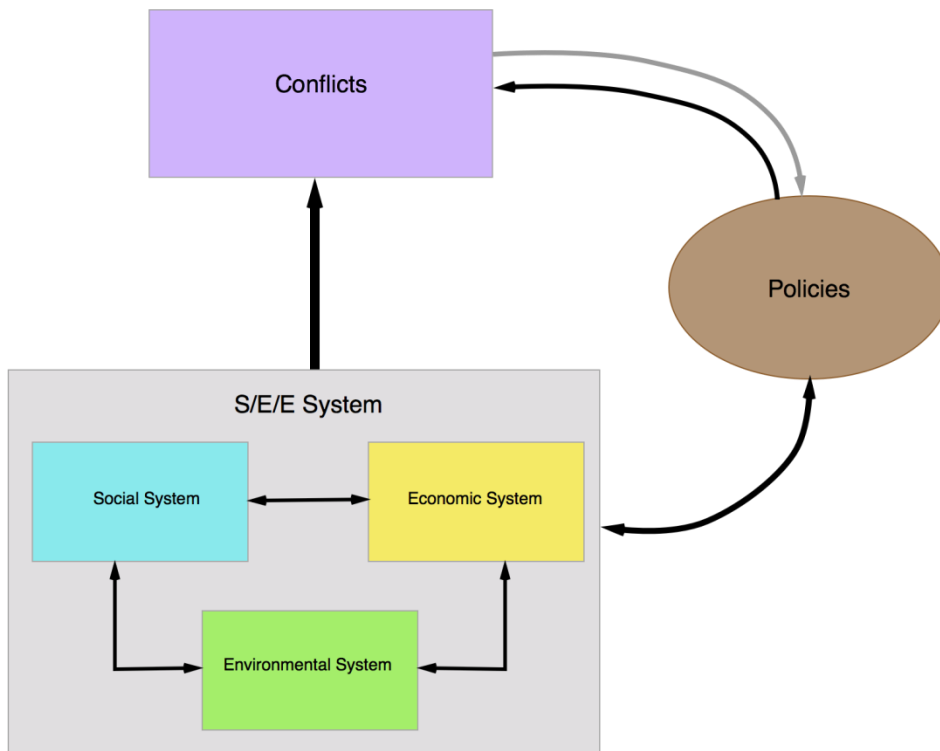 Conflicts
Policies
S/E/E System
Social System
Economic System
Environmental System